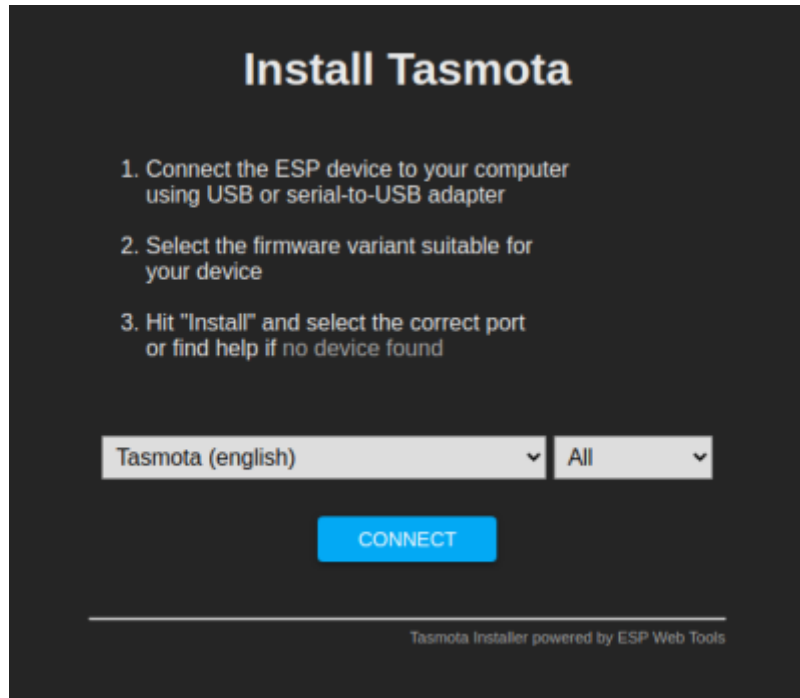 Install Tasmota
1. Connect the ESP device to your computer
using USB or serial-to-USB adapter
2. Select the firmware variant suitable for
your device
3. Hit "Install" and select the correct port
or find help if no device found
Tasmota (english) All
CONNECT
Tasmota Installer powered by ESP Web Tools